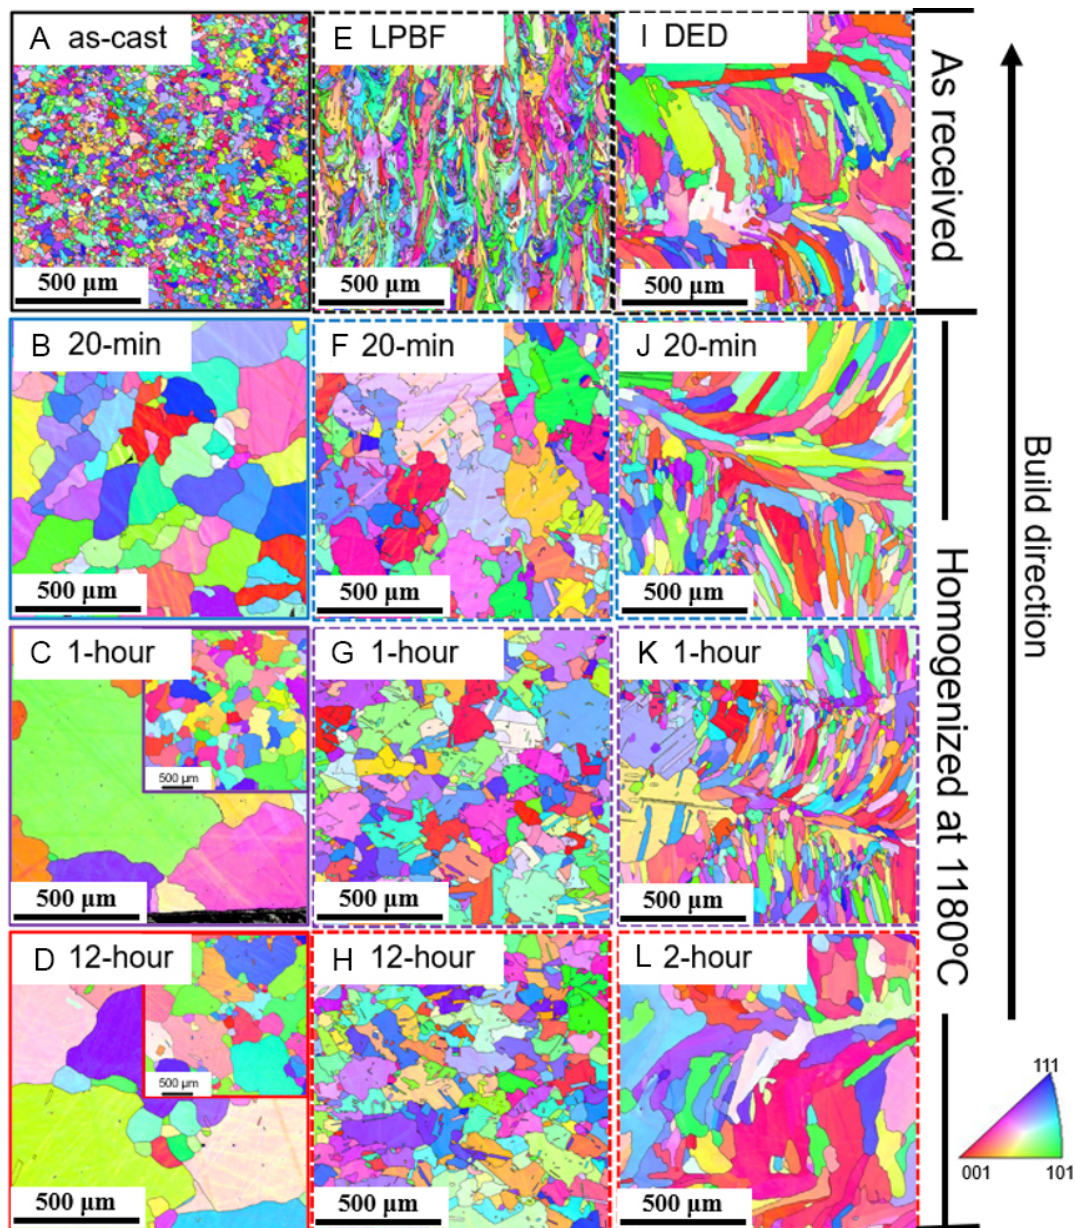 A as-cast
500 µm
E LPBF
500 µm
I DED
500 µm
As received
B 20-min
500 µm
F 20-min
500 µm
J 20-min
500 µm
C 1-hour
500 µm
500 µm
G 1-hour
500 µm
K 1-hour
500 µm
D 12-hour
500 µm
500 µm
H 12-hour
500 µm
L 2-hour
500 µm
Homogenized at 1180ºC
Build direction
111
001
101